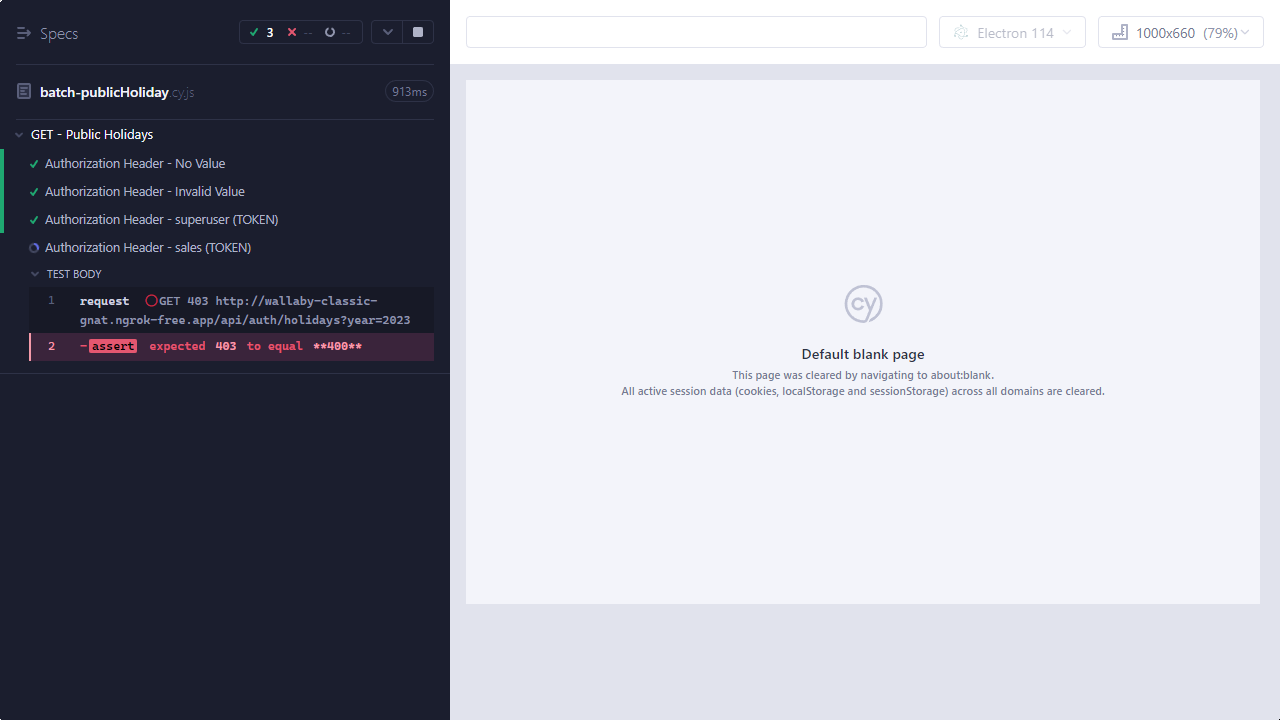 Specs
3
--
--
Electron 114
1000x660 (79%)
batch-publicHoliday.cy.js
913ms
GET - Public Holidays
Authorization Header - No Value
Authorization Header - Invalid Value
Authorization Header - superuser (TOKEN)
Authorization Header - sales (TOKEN)
TEST BODY
1 request GET 403 http://wallaby-classic-
gnat.ngrok-free.app/api/auth/holidays?year=2023
2 -assert expected 403 to equal **400**
cy
Default blank page
This page was cleared by navigating to about:blank.
All active session data (cookies, localStorage and sessionStorage) across all domains are cleared.